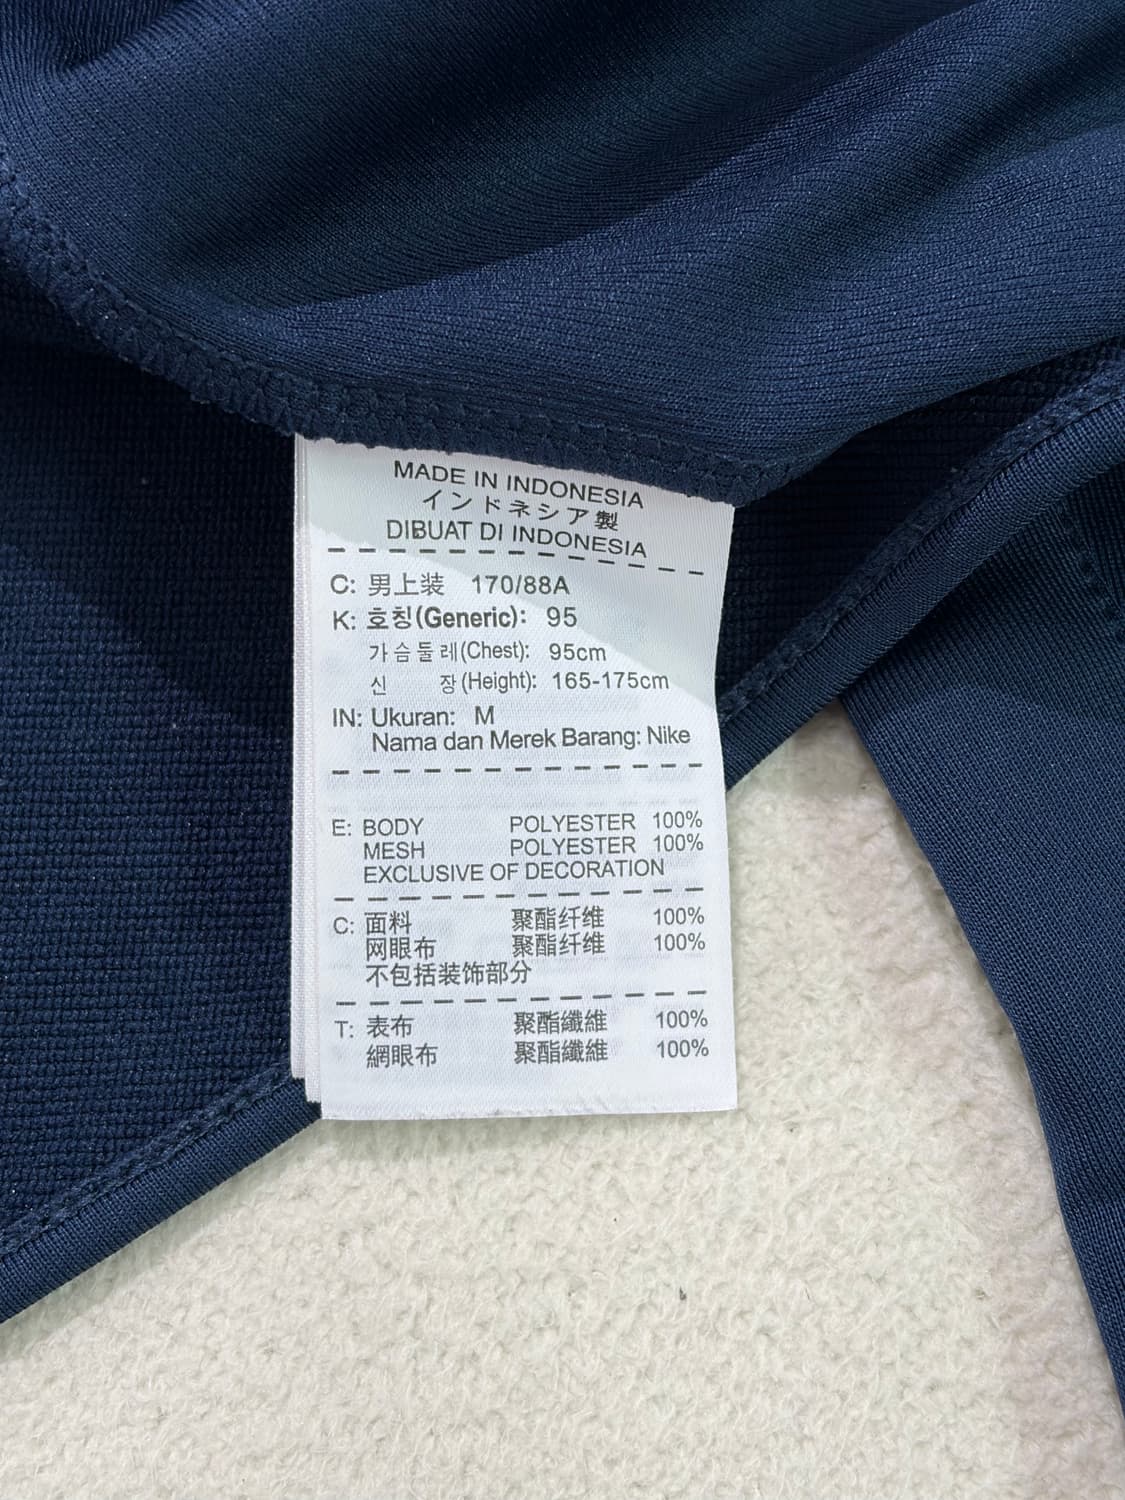 MADE IN INDONESIA
インドネシア製
DIBUAT DI INDONESIA
C: 男上装 170/88A
K: 호칭(Generic): 95
가슴둘레(Chest): 95cm
신 장(Height): 165-175cm
IN: Ukuran: M
Nama dan Merek Barang: Nike
E: BODY POLYESTER 100%
MESH POLYESTER 100%
EXCLUSIVE OF DECORATION
C: 面料 聚酯纤维 100%
网眼布 聚酯纤维 100%
不包括装饰部分
T: 表布 聚酯纖維 100%
網眼布 聚酯纖維 100%